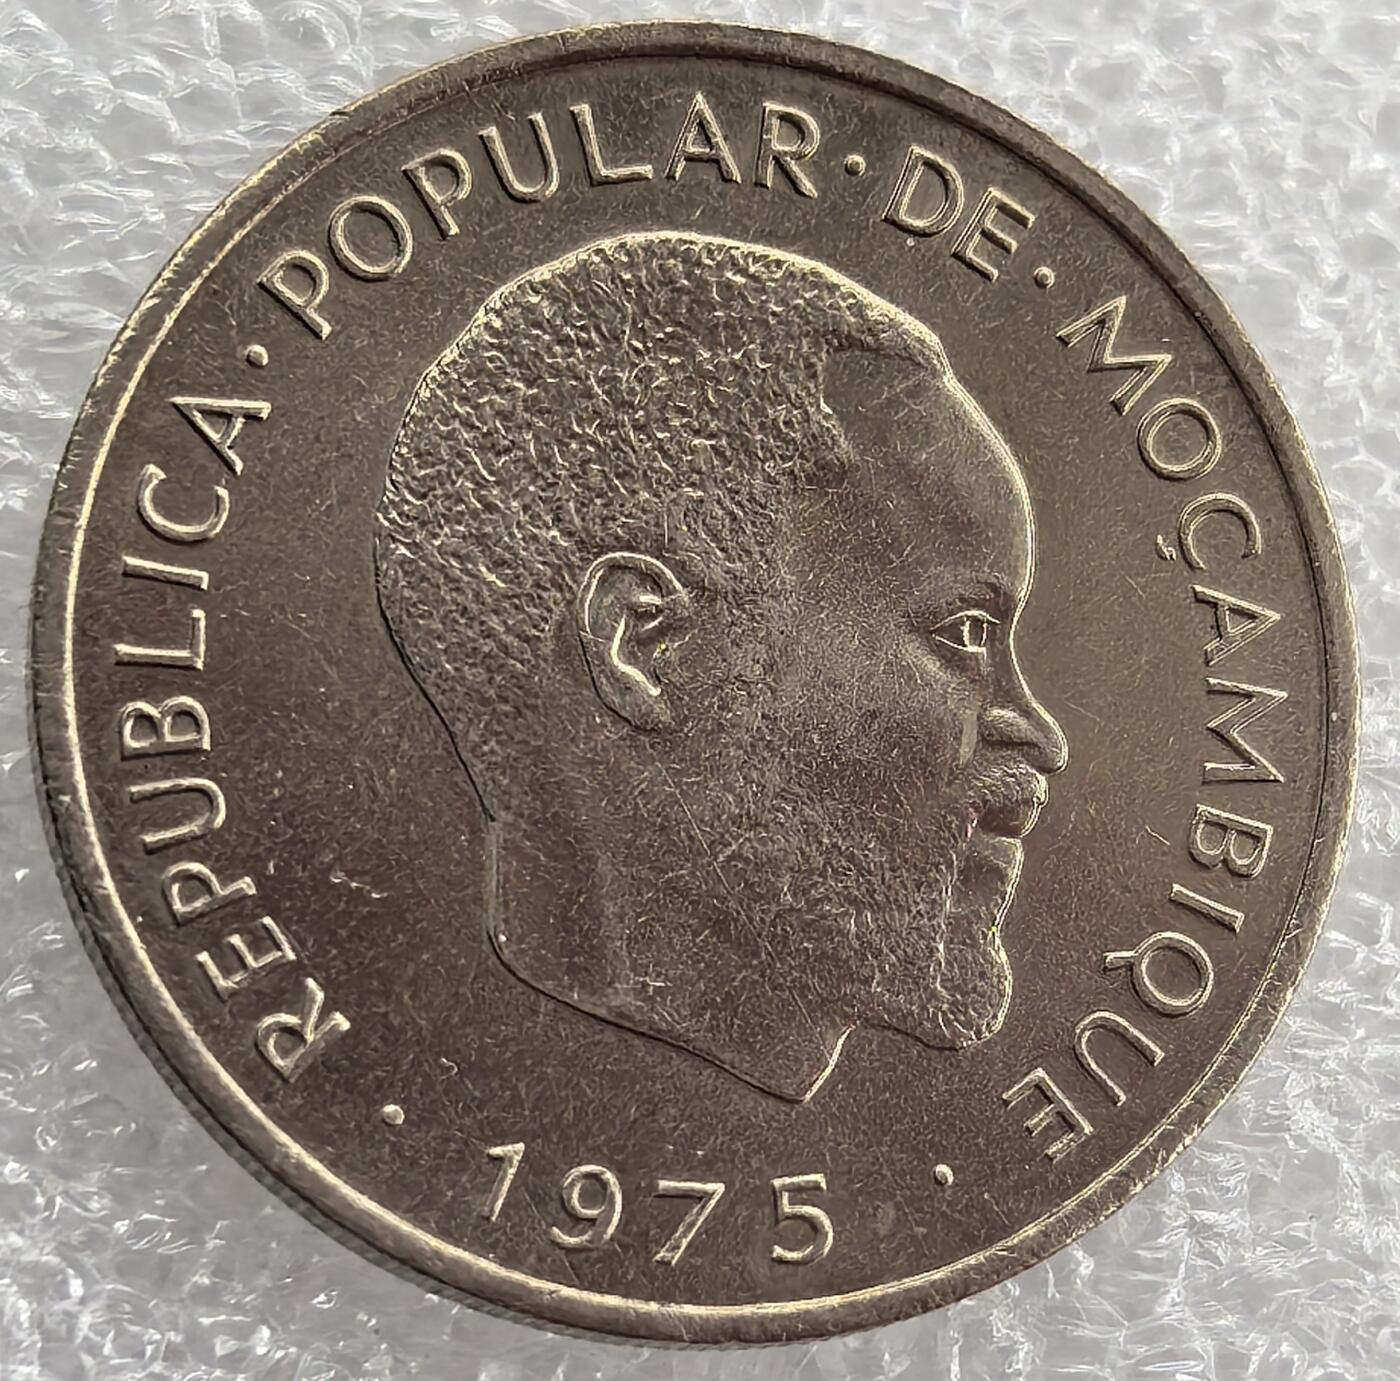 REPUBLICA · POPULAR · DE · MOÇAMBIQUE
· 1975 ·